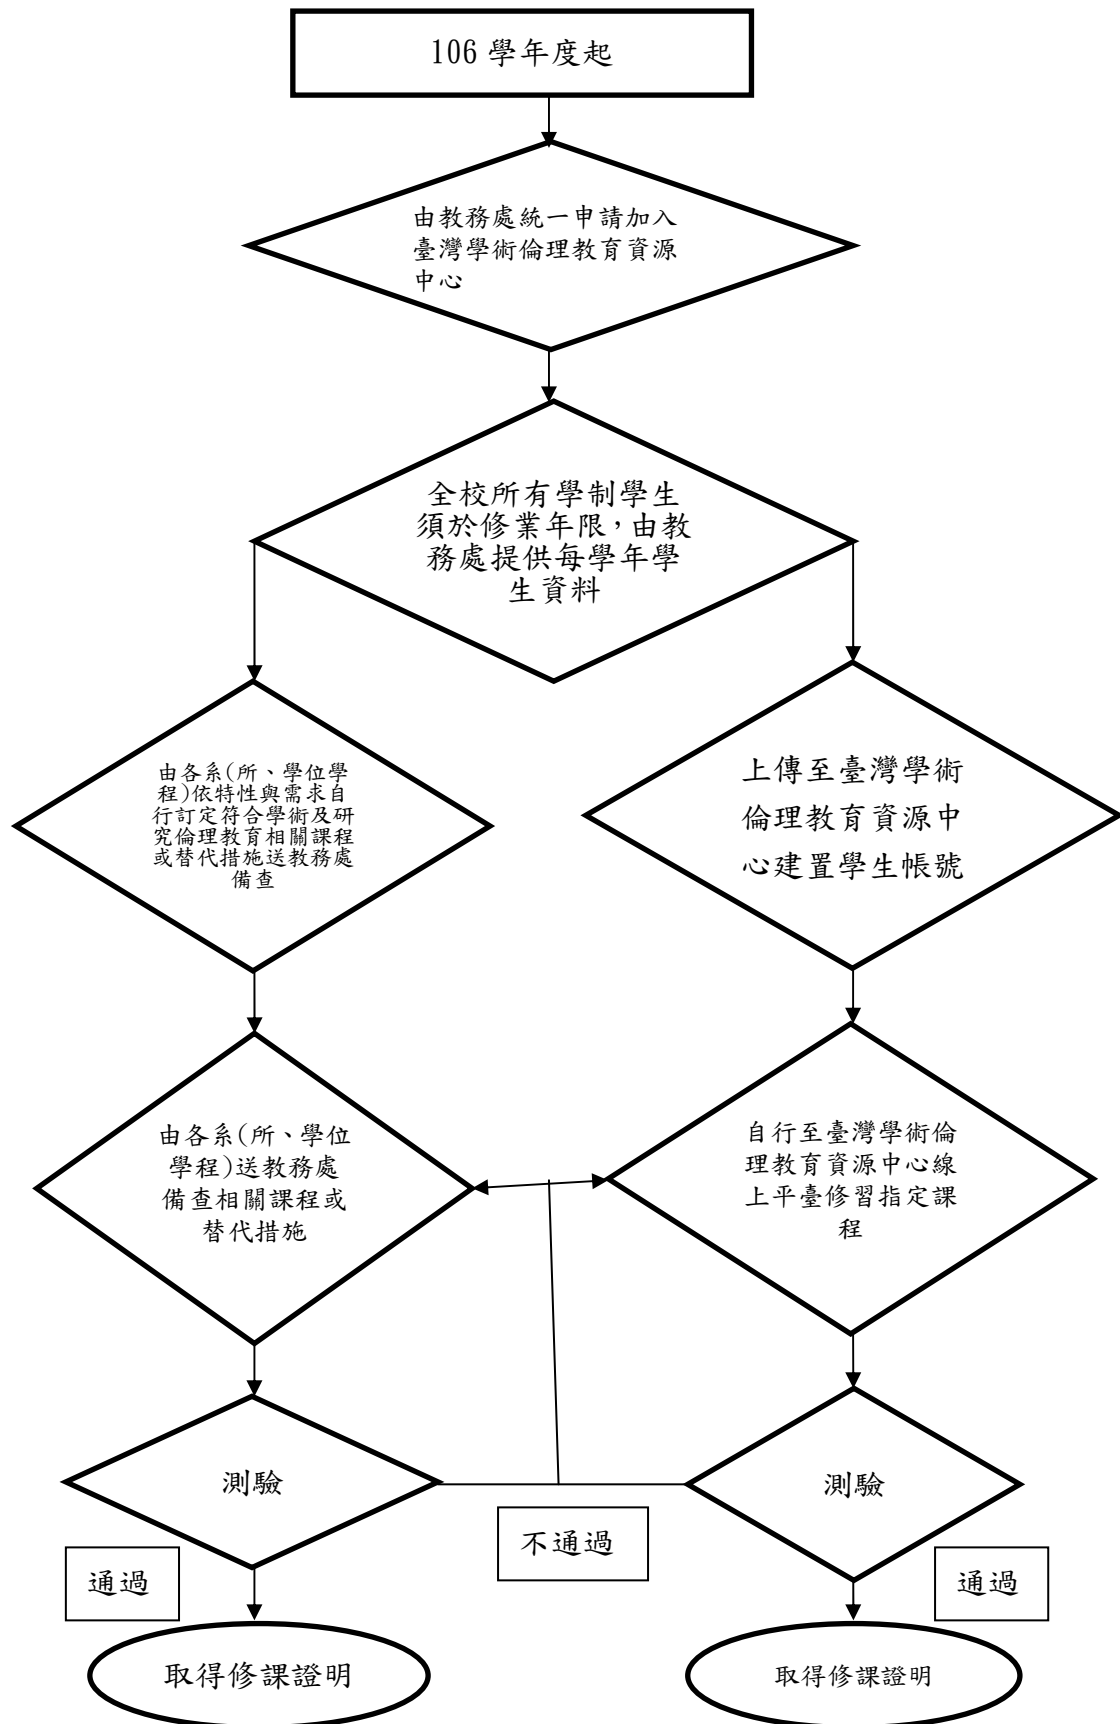 106 學年度起
由教務處統一申請加入
臺灣學術倫理教育資源
中心
全校所有學制學生
須於修業年限，由教
務處提供每學年學
生資料
由各系(所、學位學
程)依特性與需求自
行訂定符合學術及研
究倫理教育相關課程
或替代措施送教務處
備查
上傳至臺灣學術
倫理教育資源中
心建置學生帳號
由各系(所、學位
學程)送教務處
備查相關課程或
替代措施
自行至臺灣學術倫
理教育資源中心線
上平臺修習指定課
程
測驗
測驗
不通過
通過
通過
取得修課證明
取得修課證明